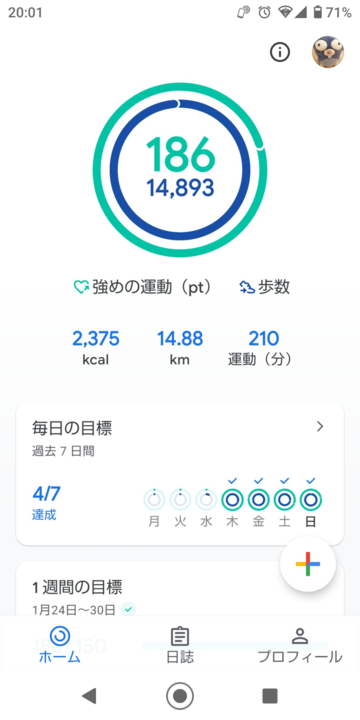 20:01
71%
186
14,893
強めの運動（pt） 歩数
2,375 14.88 210
kcal km 運動（分）
毎日の目標
過去 7 日間
4/7
達成
月 火 水 木 金 土 日
1 週間の目標
1月24日～30日
ホーム 日誌 プロフィール